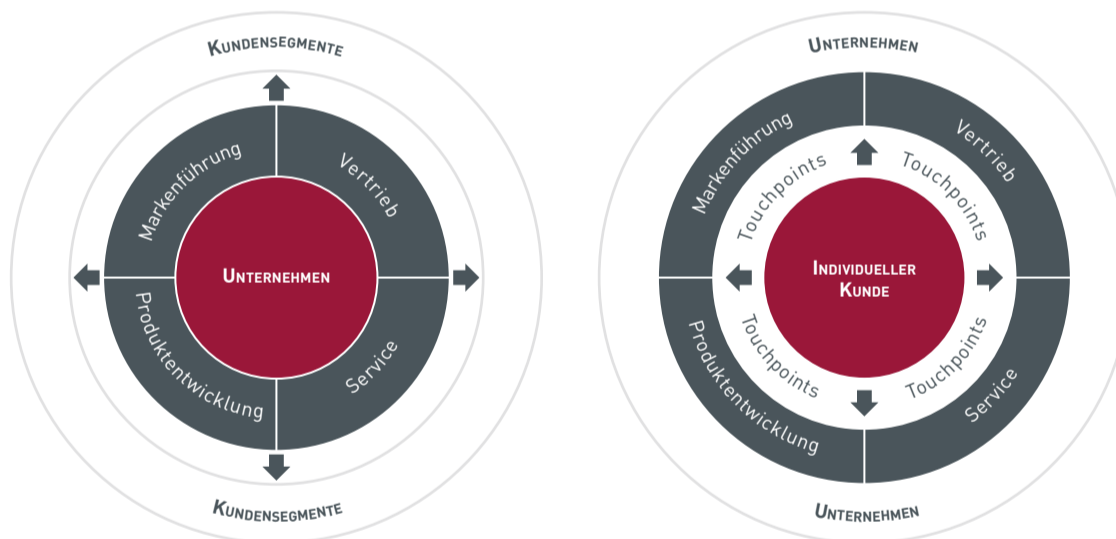 Kundensegmente
Markenführung
Vertrieb
Unternehmen
Produktentwicklung
Service
Kundensegmente
Unternehmen
Markenführung
Vertrieb
Touchpoints
Touchpoints
Individueller
Kunde
Touchpoints
Touchpoints
Produktentwicklung
Service
Unternehmen